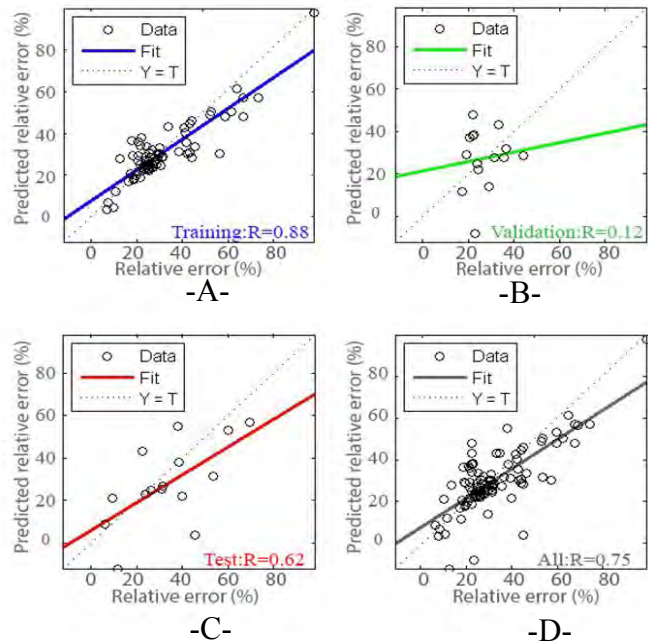 Data
Fit
Y = T
Predicted relative error (%)
80
60
40
20
0
Training:R=0.88
0 20 40 60 80
Relative error (%)
-A-
Data
Fit
Y = T
Predicted relative error (%)
80
60
40
20
0
Validation:R=0.12
0 20 40 60 80
Relative error (%)
-B-
Data
Fit
Y = T
Predicted relative error (%)
80
60
40
20
0
Test:R=0.62
0 20 40 60 80
Relative error (%)
-C-
Data
Fit
Y = T
Predicted relative error (%)
80
60
40
20
0
All:R=0.75
0 20 40 60 80
Relative error (%)
-D-